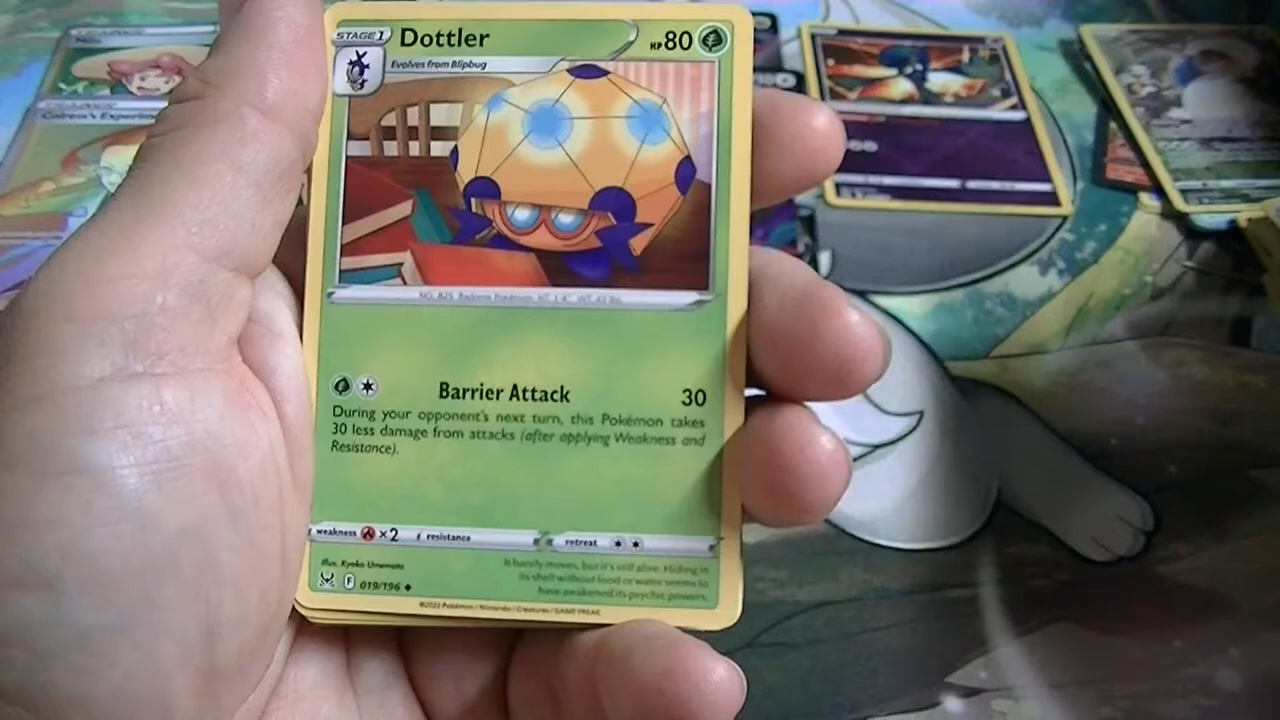 STAGE 1
Dottler
HP 80
Evolves from Blipbug
NO. 825 Radome Pokémon HT: 1'4" WT: 43 lbs.
Barrier Attack 30
During your opponent's next turn, this Pokémon takes
30 less damage from attacks (after applying Weakness and
Resistance).
weakness ×2 resistance retreat
Illus. Kyoko Umemoto
It barely moves, but it's still alive. Hiding in
its shell without food or water seems to
have awakened its psychic powers.
F 019/196
©2022 Pokémon / Nintendo / Creatures / GAME FREAK
TRAINER
Colress's Experim